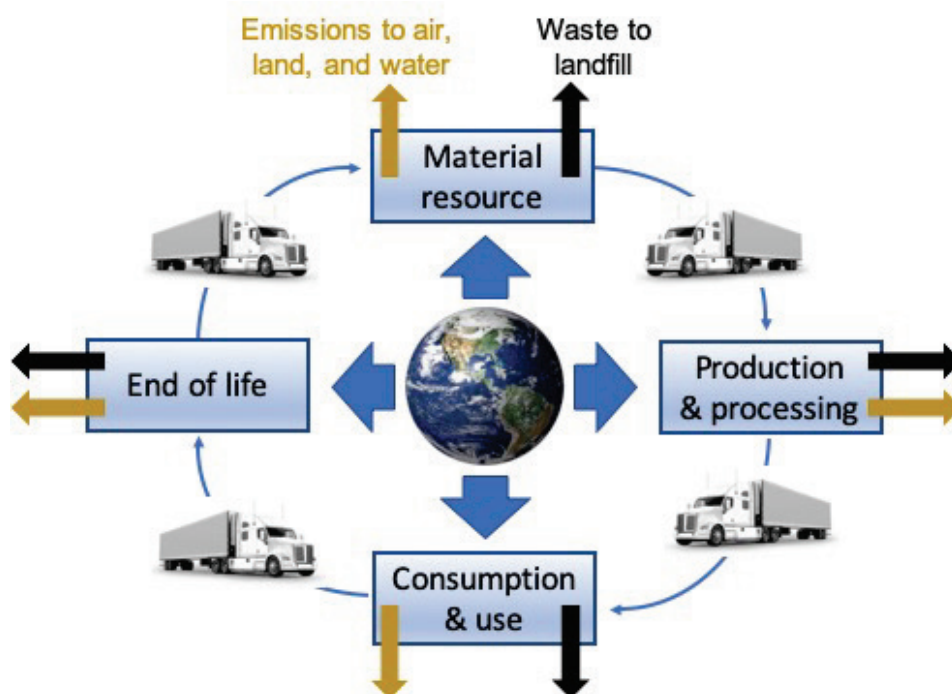 Emissions to air,
land, and water
Waste to
landfill
Material
resource
End of life
Production
& processing
Consumption
& use